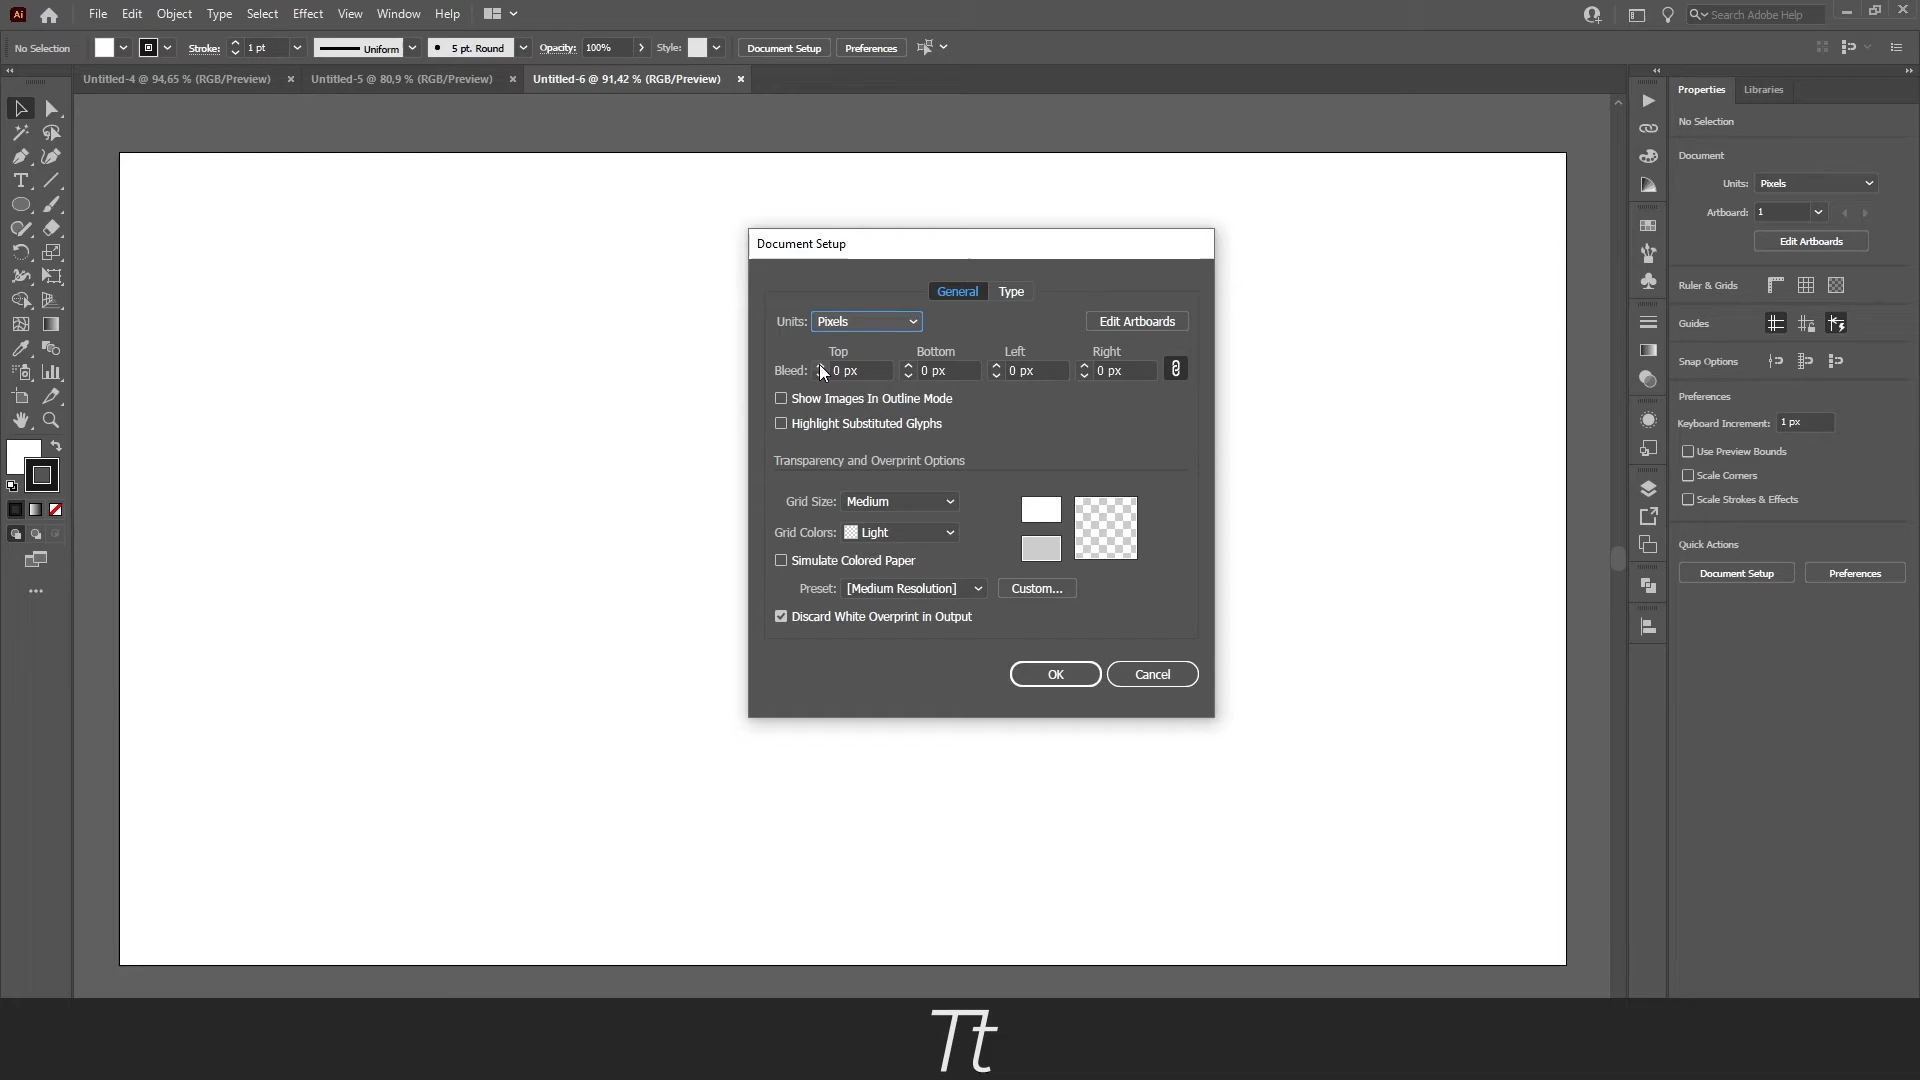 Ai File Edit Object Type Select Effect View Window Help Search Adobe Help
No Selection Stroke: 1 pt Uniform 5 pt. Round Opacity: 100% Style: Document Setup Preferences
Untitled-4 @ 94,65 % (RGB/Preview) × Untitled-5 @ 80,9 % (RGB/Preview) × Untitled-6 @ 91,42 % (RGB/Preview) ×
Document Setup
General Type
Units: Pixels Edit Artboards
Top Bottom Left Right
Bleed: 0 px 0 px 0 px 0 px
Show Images In Outline Mode
Highlight Substituted Glyphs
Transparency and Overprint Options
Grid Size: Medium
Grid Colors: Light
Simulate Colored Paper
Preset: [Medium Resolution] Custom...
Discard White Overprint in Output
OK Cancel
Properties Libraries
No Selection
Document
Units: Pixels
Artboard: 1
Edit Artboards
Ruler & Grids
Guides
Snap Options
Preferences
Keyboard Increment: 1 px
Use Preview Bounds
Scale Corners
Scale Strokes & Effects
Quick Actions
Document Setup Preferences
Tt